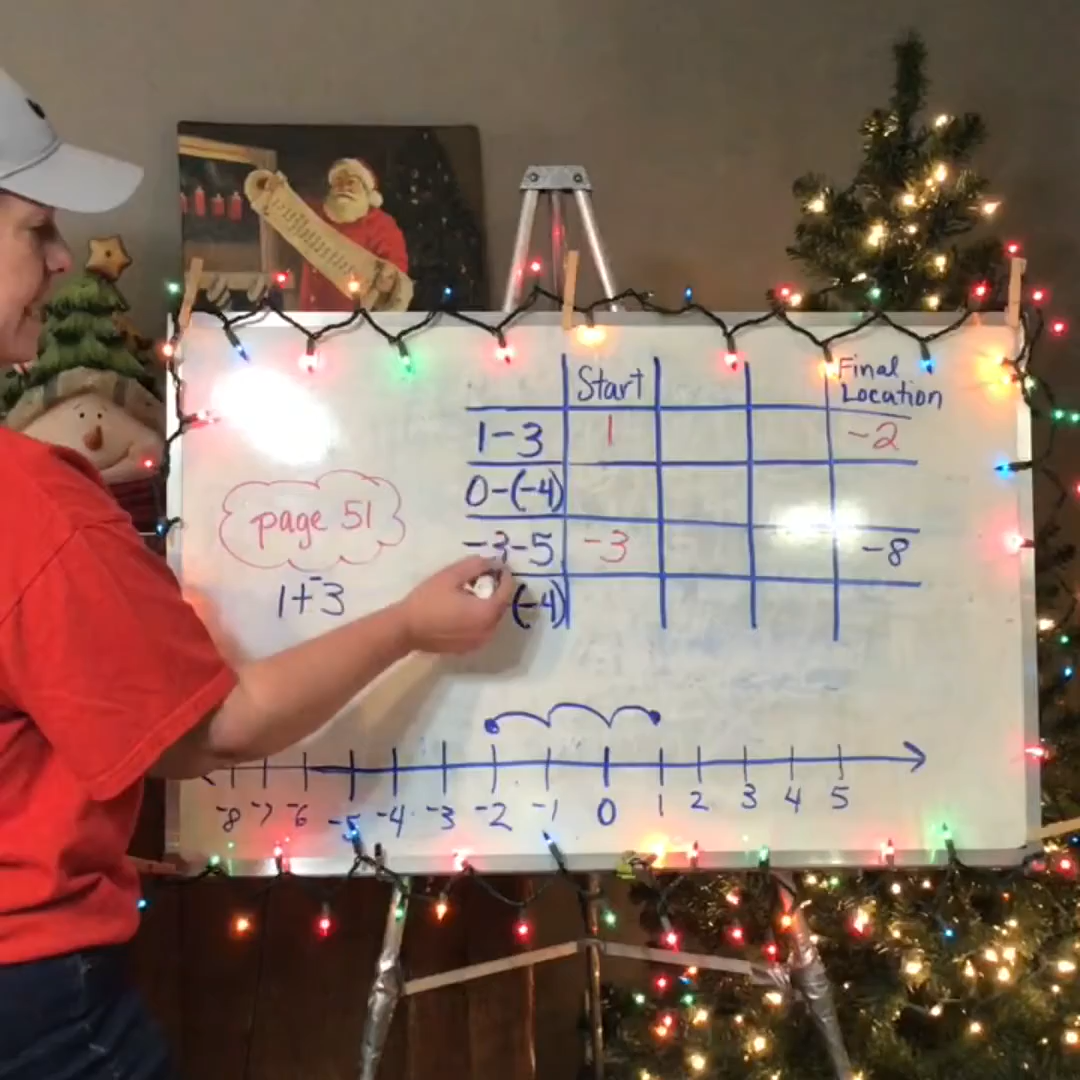 Start
Final
Location
1-3 1 -2
0-(-4)
-3-5 -3 -8
(-4)
page 51
1+⁻3
-8 -7 -6 -5 -4 -3 -2 -1 0 1 2 3 4 5